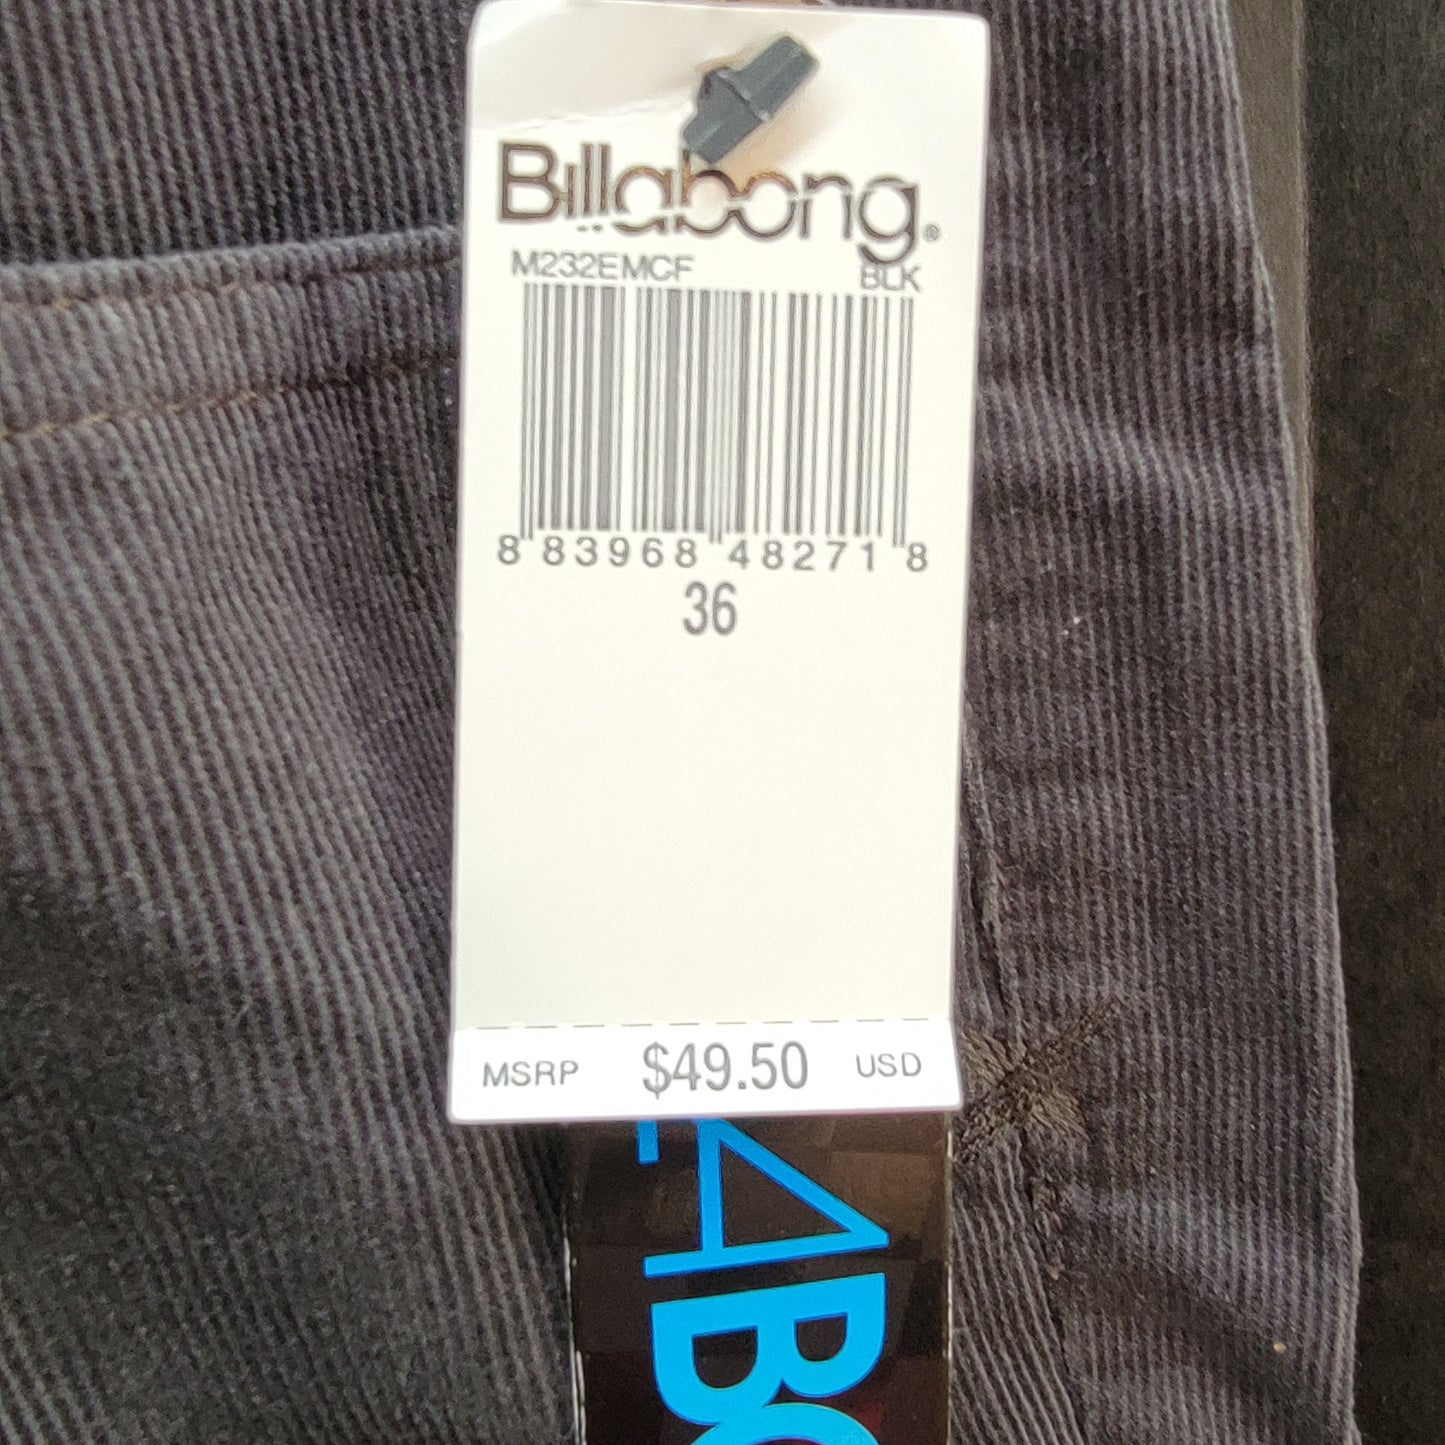 Billabong®
M232EMCF BLK
8 83968 48271 8
36
MSRP $49.50 USD